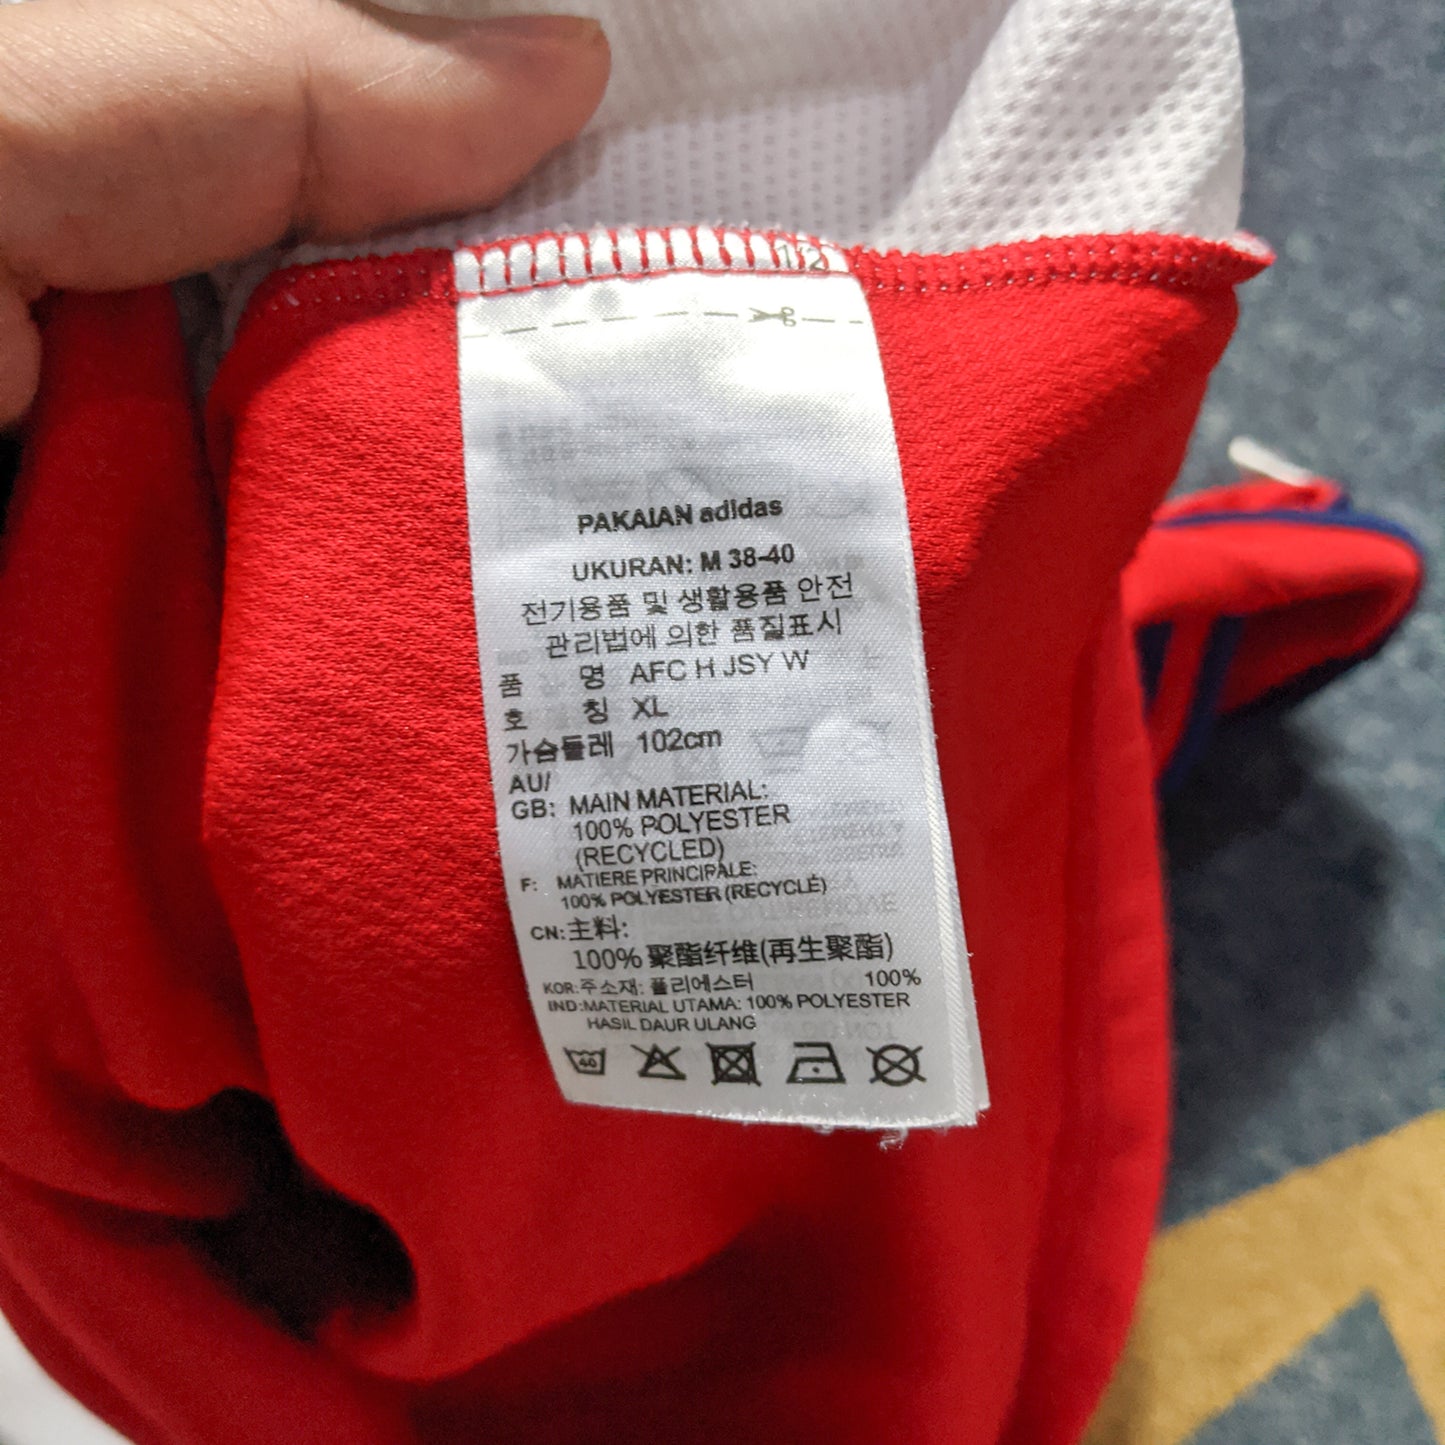 1/2
PAKAIAN adidas
UKURAN: M 38-40
전기용품 및 생활용품 안전
관리법에 의한 품질표시
품 명 AFC H JSY W
호 칭 XL
가슴둘레 102cm
AU/
GB: MAIN MATERIAL:
100% POLYESTER
(RECYCLED)
F: MATIERE PRINCIPALE:
100% POLYESTER (RECYCLÉ)
CN: 主料:
100% 聚酯纤维(再生聚酯)
KOR: 주소재: 폴리에스터 100%
IND: MATERIAL UTAMA: 100% POLYESTER
HASIL DAUR ULANG
40